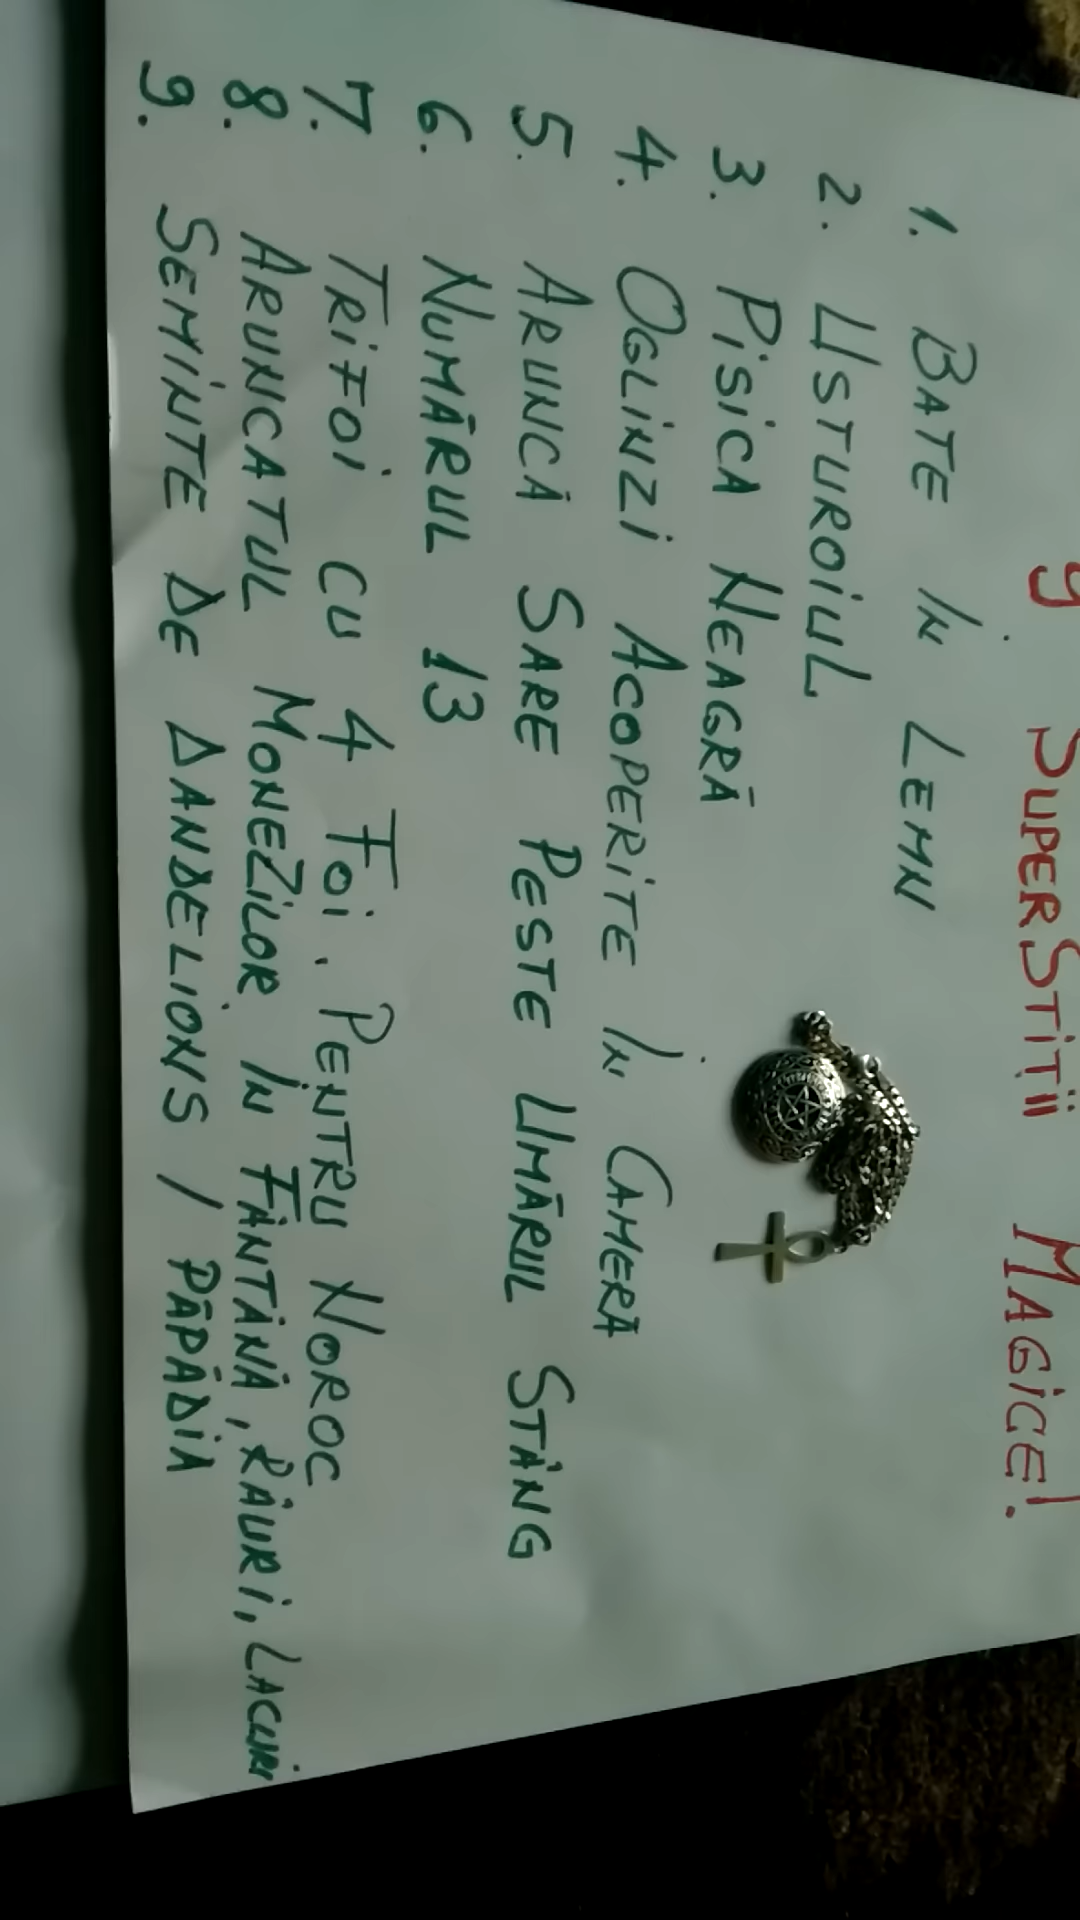 9 SUPERSTIȚII MAGICE!
1. BATE ÎN LEMN
2. USTUROIUL
3. PISICA NEAGRĂ
4. OGLINZI ACOPERITE ÎN CAMERĂ
5. ARUNCĂ SARE PESTE UMĂRUL STÂNG
6. NUMĂRUL 13
7. TRIFOI CU 4 FOI. PENTRU NOROC
8. ARUNCATUL MONEZILOR ÎN FÂNTÂNĂ, RÂURI, LACURI
9. SEMINTE DE DANDELIONS / PĂPĂDIA